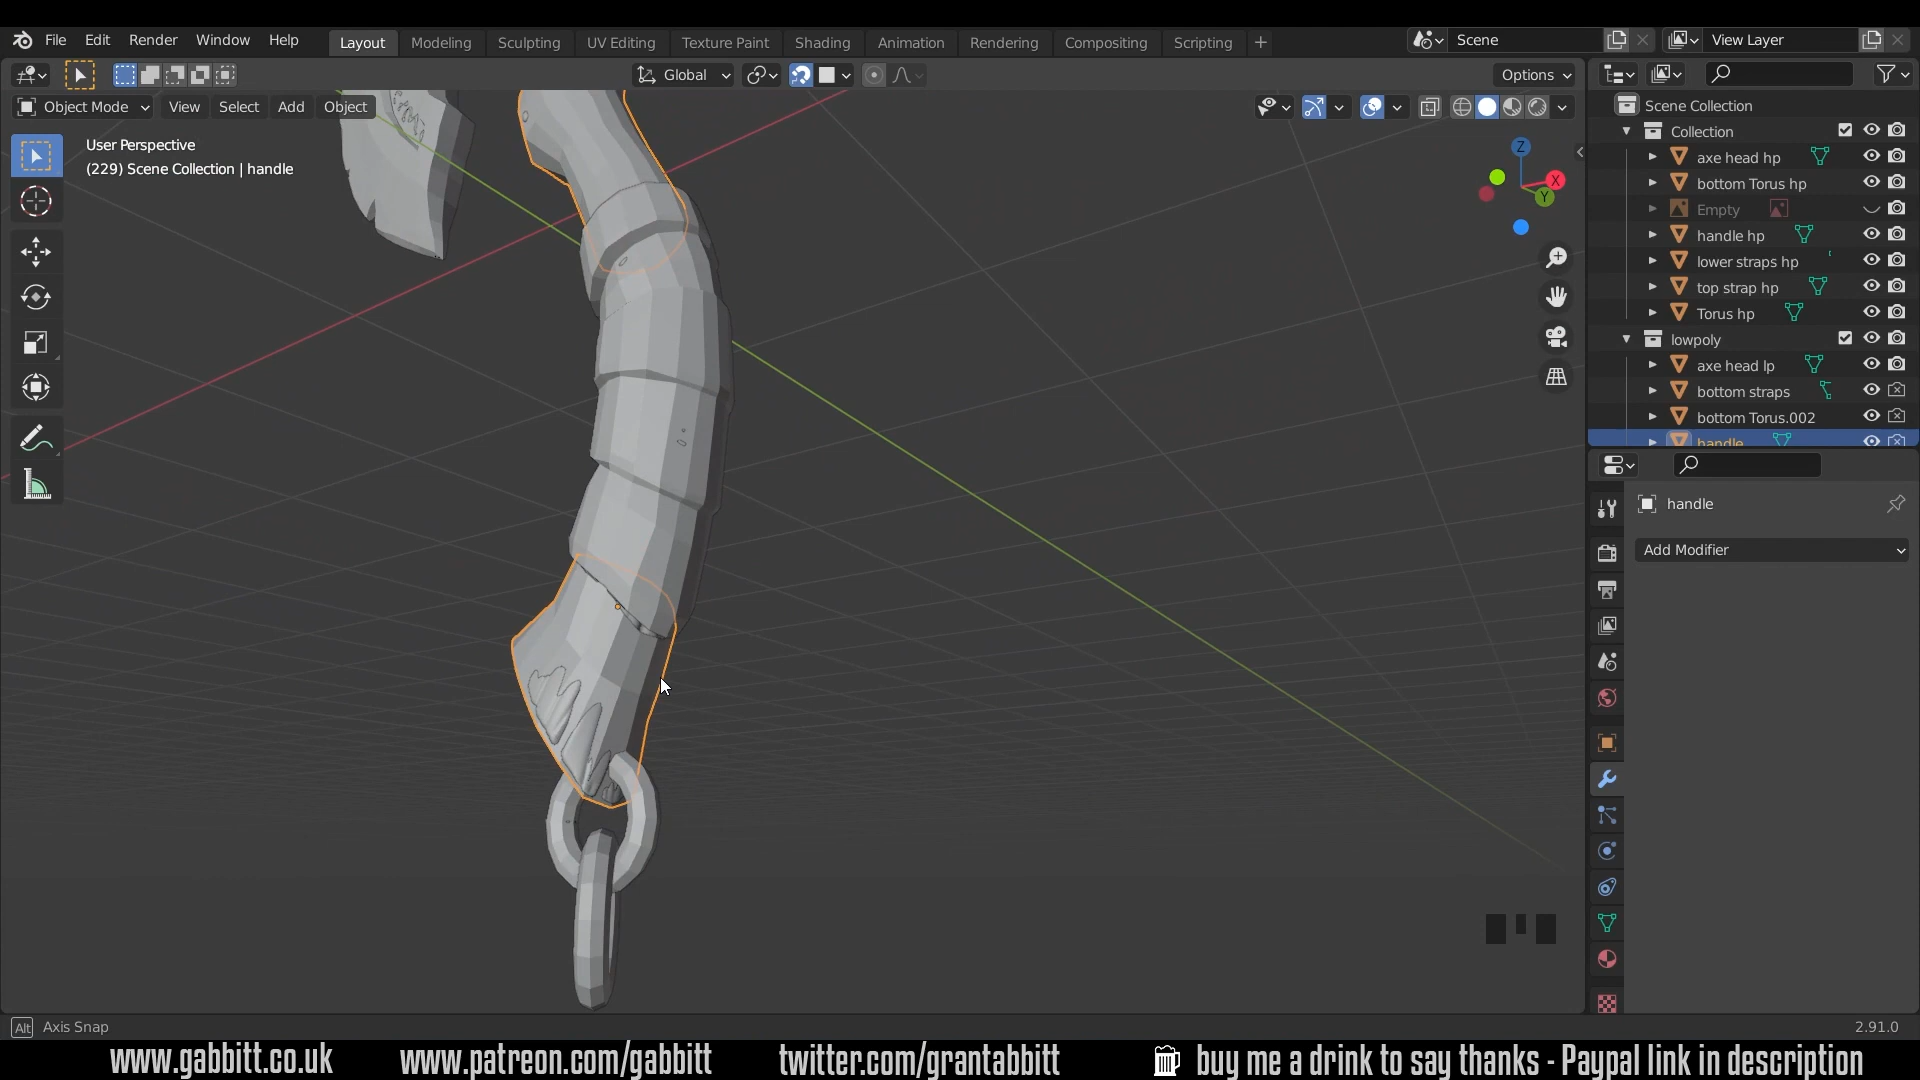 File Edit Render Window Help Layout Modeling Sculpting UV Editing Texture Paint Shading Animation Rendering Compositing Scripting Scene View Layer
Global Options
Object Mode View Select Add Object
User Perspective
(229) Scene Collection | handle
Z
X
Y
Scene Collection
Collection
axe head hp
bottom Torus hp
Empty
handle hp
lower straps hp
top strap hp
Torus hp
lowpoly
axe head lp
bottom straps
bottom Torus.002
handle
handle
Add Modifier
Alt Axis Snap 2.91.0
www.gabbitt.co.uk www.patreon.com/gabbitt twitter.com/grantabbitt buy me a drink to say thanks - Paypal link in description